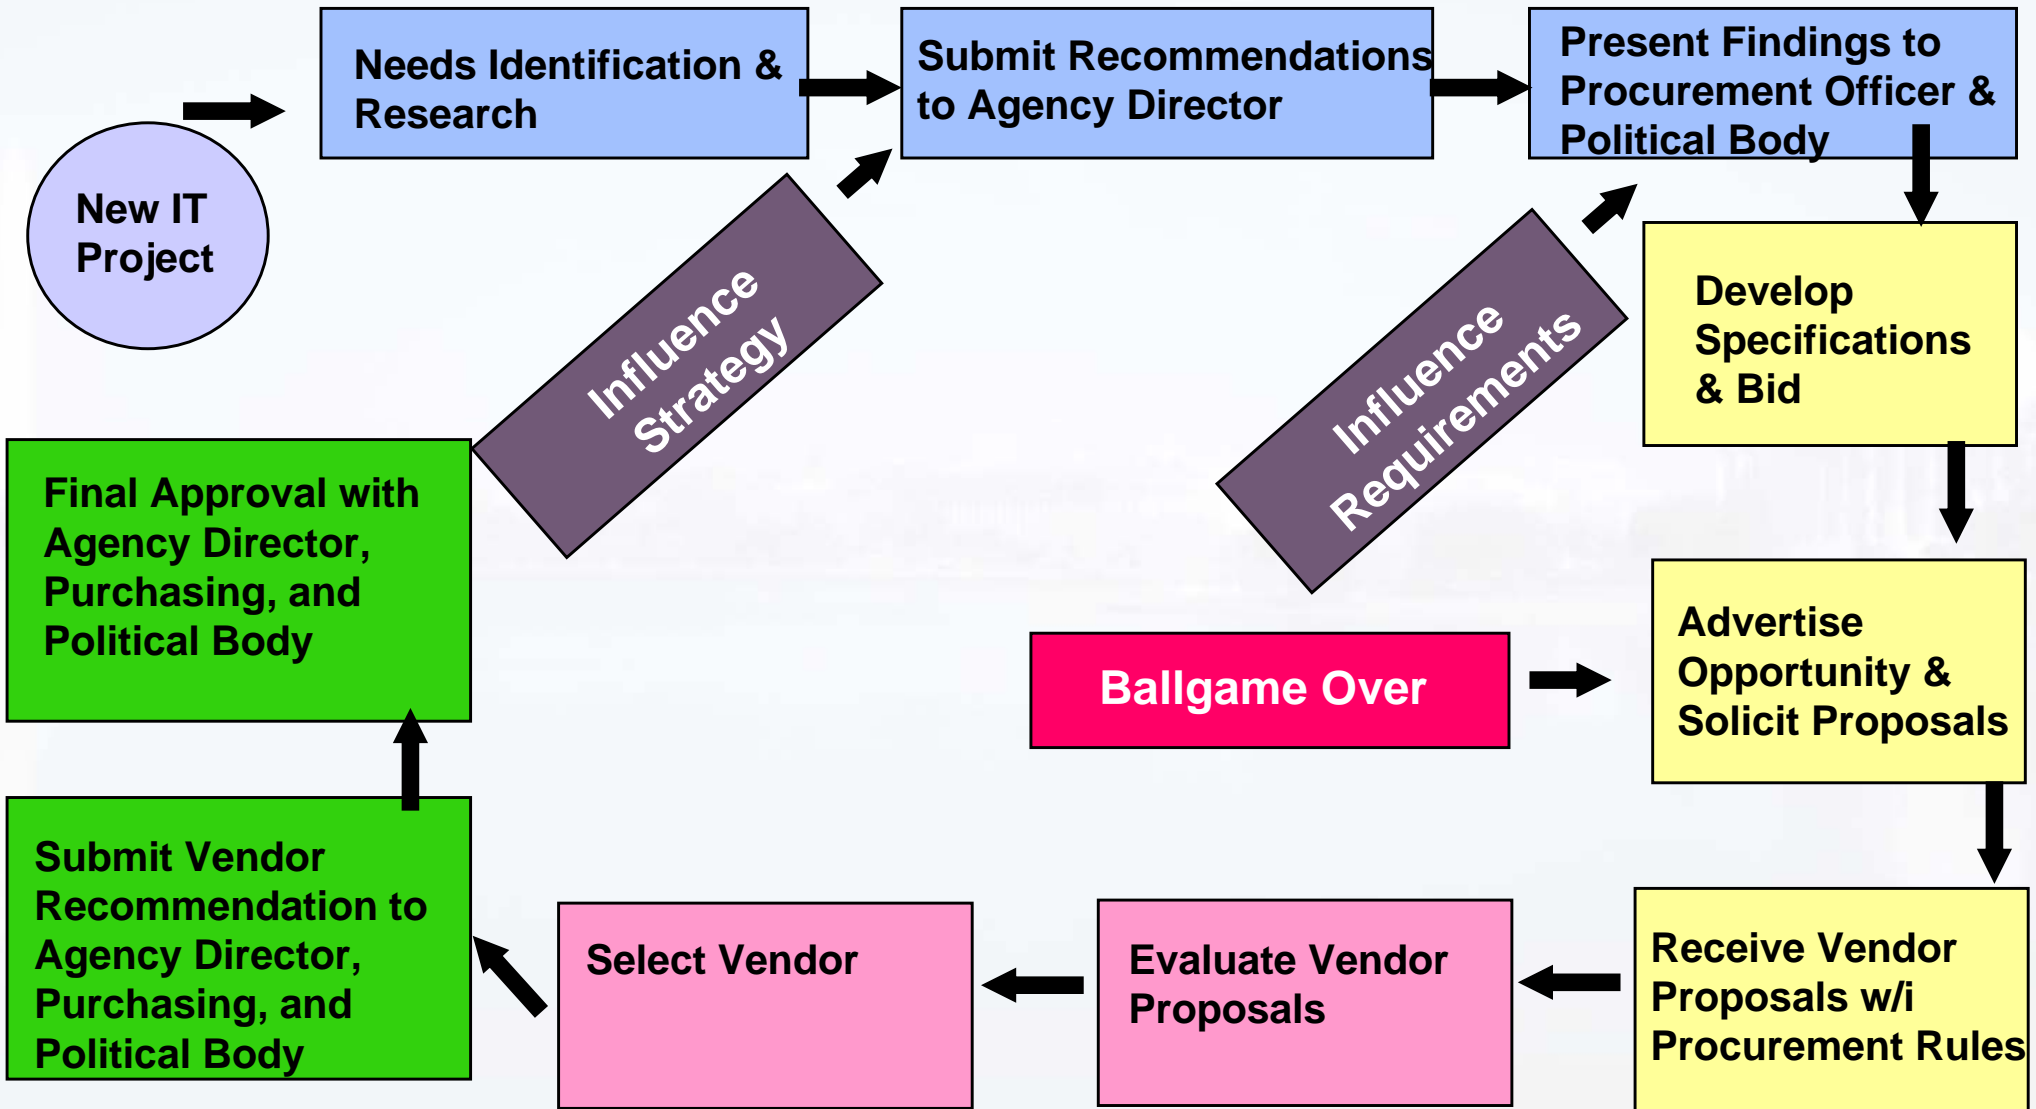 New IT
Project
Needs Identification &
Research
Submit Recommendations
to Agency Director
Present Findings to
Procurement Officer &
Political Body
Influence
Strategy
Influence
Requirements
Develop
Specifications
& Bid
Ballgame Over
Advertise
Opportunity &
Solicit Proposals
Receive Vendor
Proposals w/i
Procurement Rules
Evaluate Vendor
Proposals
Select Vendor
Submit Vendor
Recommendation to
Agency Director,
Purchasing, and
Political Body
Final Approval with
Agency Director,
Purchasing, and
Political Body